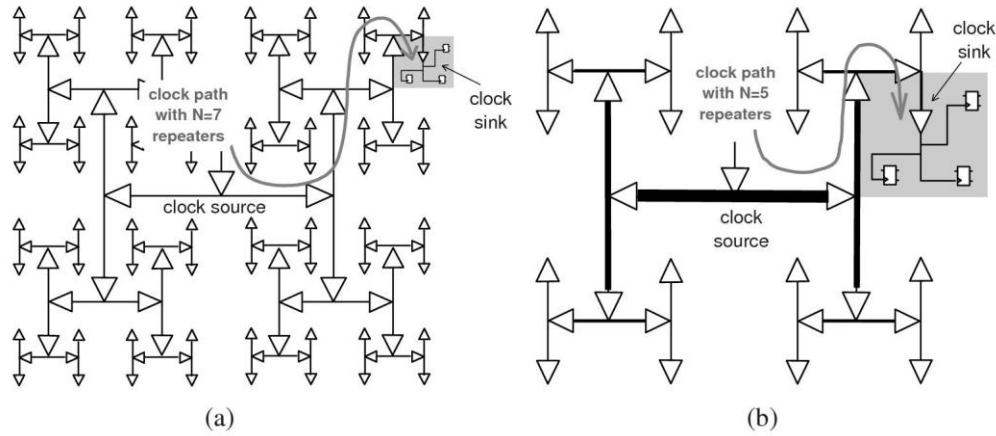 clock path
with N=7
repeaters
clock
sink
clock source
(a)
clock path
with N=5
repeaters
clock
sink
clock
source
(b)